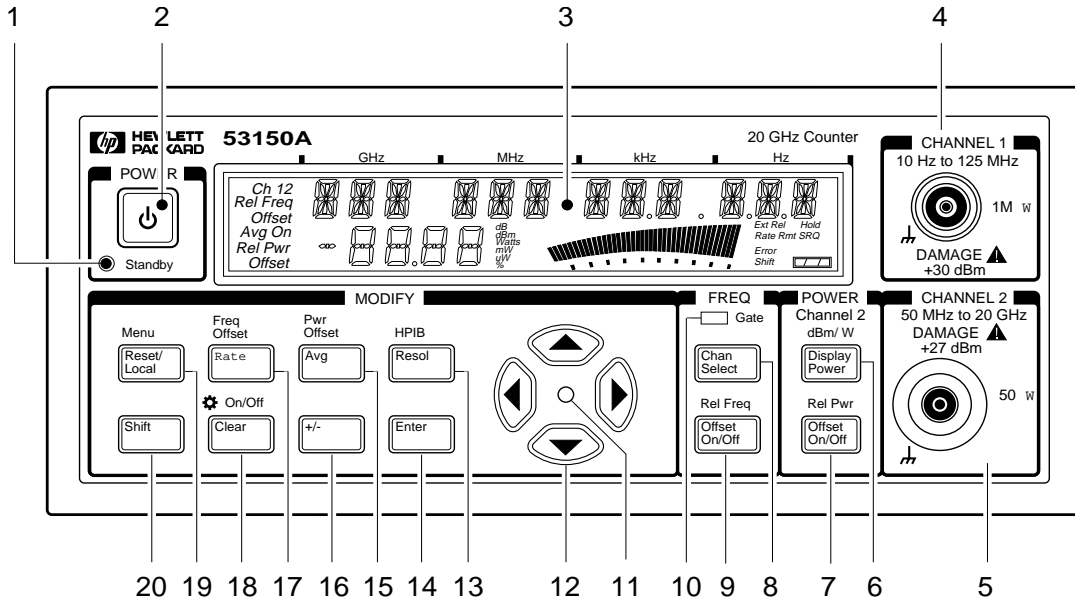 1 2 3 4
HEWLETT PACKARD
53150A
20 GHz Counter
GHz MHz kHz Hz
POWER
Standby
Ch 12
Rel Freq
Offset
Avg On
Rel Pwr
Offset
dB
dBm
Watts
mW
uW
%
Ext Rel Hold
Rate Rmt SRQ
Error
Shift
CHANNEL 1
10 Hz to 125 MHz
1M W
DAMAGE
+30 dBm
MODIFY
Menu
Reset/
Local
Freq
Offset
Rate
Pwr
Offset
Avg
HPIB
Resol
On/Off
Shift
Clear
+/-
Enter
FREQ
Gate
Chan
Select
Rel Freq
Offset
On/Off
POWER
Channel 2
dBm/ W
Display
Power
Rel Pwr
Offset
On/Off
CHANNEL 2
50 MHz to 20 GHz
DAMAGE
+27 dBm
50 W
20 19 18 17 16 15 14 13 12 11 10 9 8 7 6 5